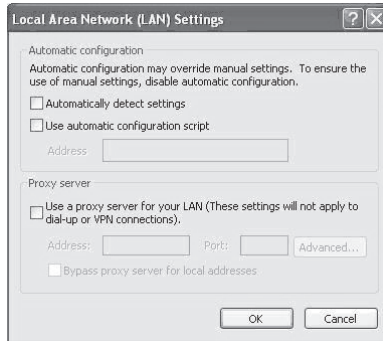 Local Area Network (LAN) Settings
Automatic configuration
Automatic configuration may override manual settings. To ensure the
use of manual settings, disable automatic configuration.
Automatically detect settings
Use automatic configuration script
Address
Proxy server
Use a proxy server for your LAN (These settings will not apply to
dial-up or VPN connections).
Address: Port: Advanced...
Bypass proxy server for local addresses
OK Cancel